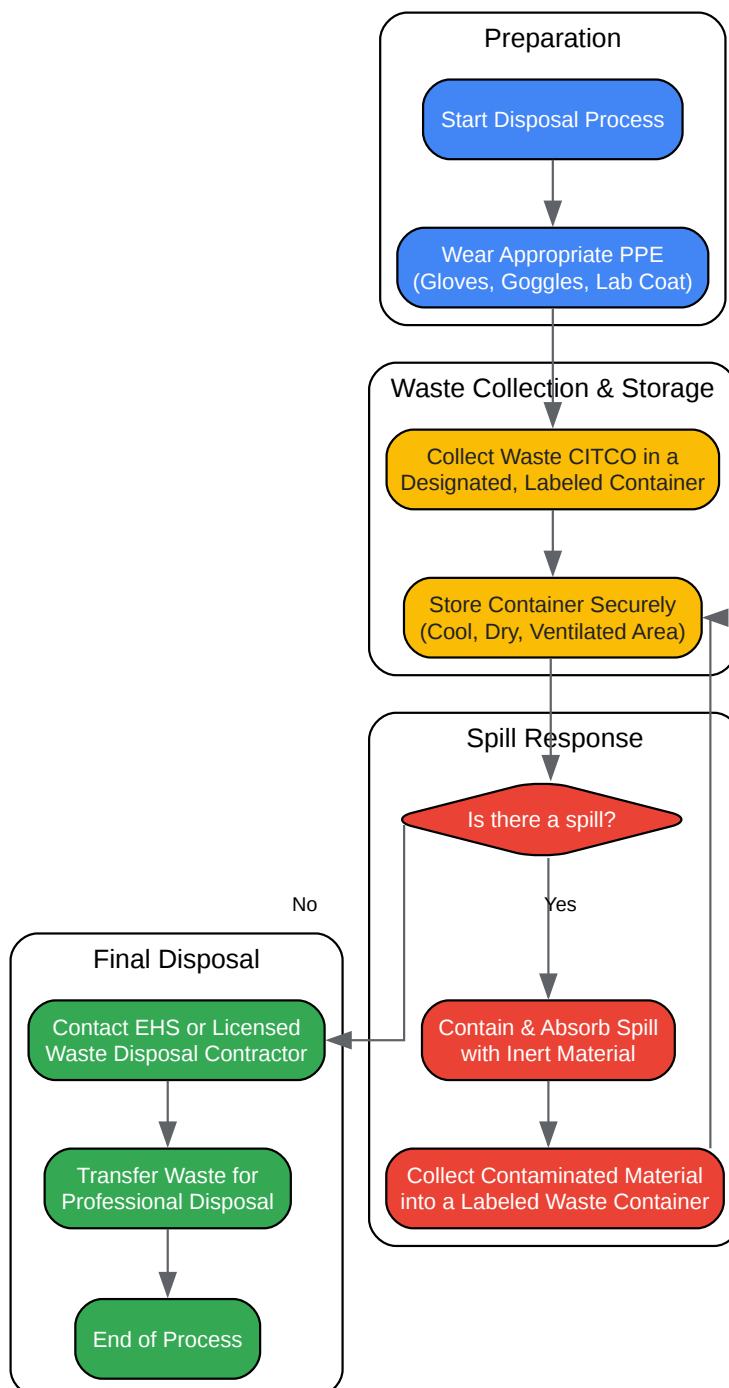 Preparation
Start Disposal Process
Wear Appropriate PPE
(Gloves, Goggles, Lab Coat)
Waste Collection & Storage
Collect Waste CITCO in a
Designated, Labeled Container
Store Container Securely
(Cool, Dry, Ventilated Area)
Spill Response
Is there a spill?
No
Yes
Final Disposal
Contact EHS or Licensed
Waste Disposal Contractor
Contain & Absorb Spill
with Inert Material
Transfer Waste for
Professional Disposal
Collect Contaminated Material
into a Labeled Waste Container
End of Process